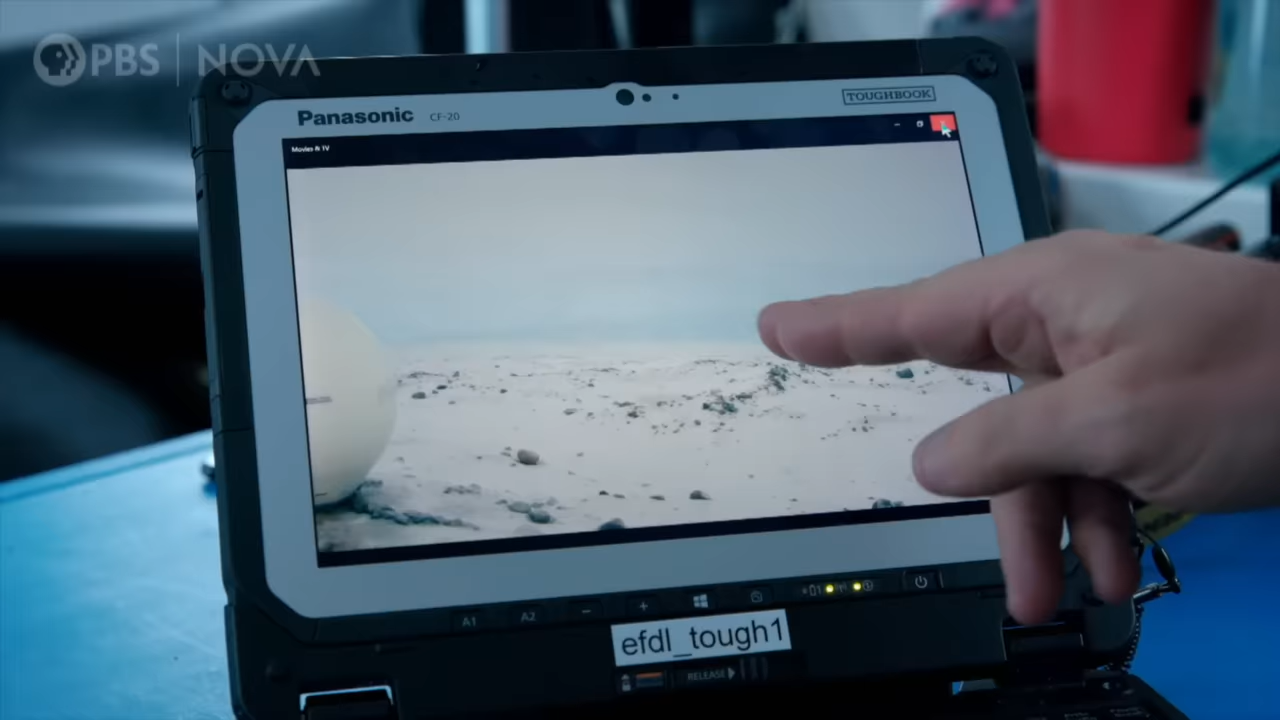 PBS NOVA
Panasonic CF-20 TOUGHBOOK
Movies & TV
A1 A2 - +
efdl_tough1
RELEASE